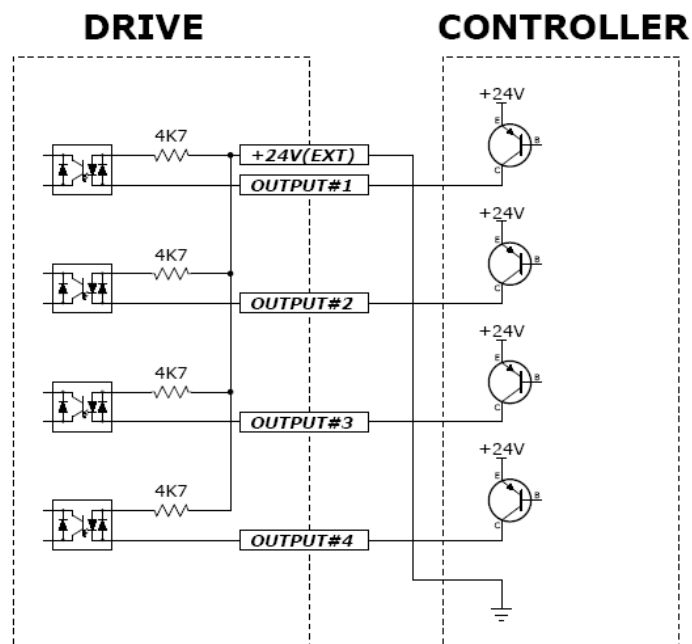 DRIVE CONTROLLER
+24V
E
4K7 +24V(EXT) B
OUTPUT#1 C
+24V
E
4K7 B
OUTPUT#2 C
+24V
E
4K7 B
OUTPUT#3 C
+24V
E
4K7 B
OUTPUT#4 C